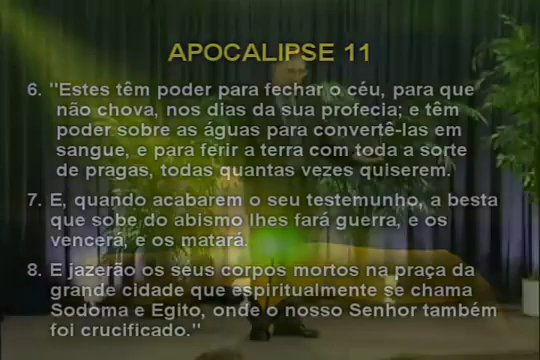 APOCALIPSE 11
6. "Estes têm poder para fechar o céu, para que
não chova, nos dias da sua profecia; e têm
poder sobre as águas para convertê-las em
sangue, e para ferir a terra com toda a sorte
de pragas, todas quantas vezes quiserem.
7. E, quando acabarem o seu testemunho, a besta
que sobe do abismo lhes fará guerra, e os
vencerá, e os matará.
8. E jazerão os seus corpos mortos na praça da
grande cidade que espiritualmente se chama
Sodoma e Egito, onde o nosso Senhor também
foi crucificado."